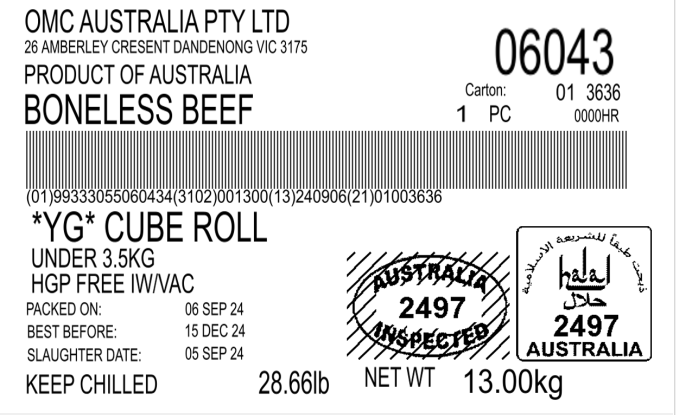 OMC AUSTRALIA PTY LTD
26 AMBERLEY CRESENT DANDENONG VIC 3175
PRODUCT OF AUSTRALIA
BONELESS BEEF
06043
Carton: 01 3636
1 PC 0000HR
(01)99333055060434(3102)001300(13)240906(21)01003636
*YG* CUBE ROLL
UNDER 3.5KG
HGP FREE IW/VAC
PACKED ON: 06 SEP 24
BEST BEFORE: 15 DEC 24
SLAUGHTER DATE: 05 SEP 24
KEEP CHILLED 28.66lb NET WT 13.00kg
AUSTRALIA
2497
INSPECTED
ذبحت طبقاً للشريعة الإسلامية
halal
حلال
2497
AUSTRALIA